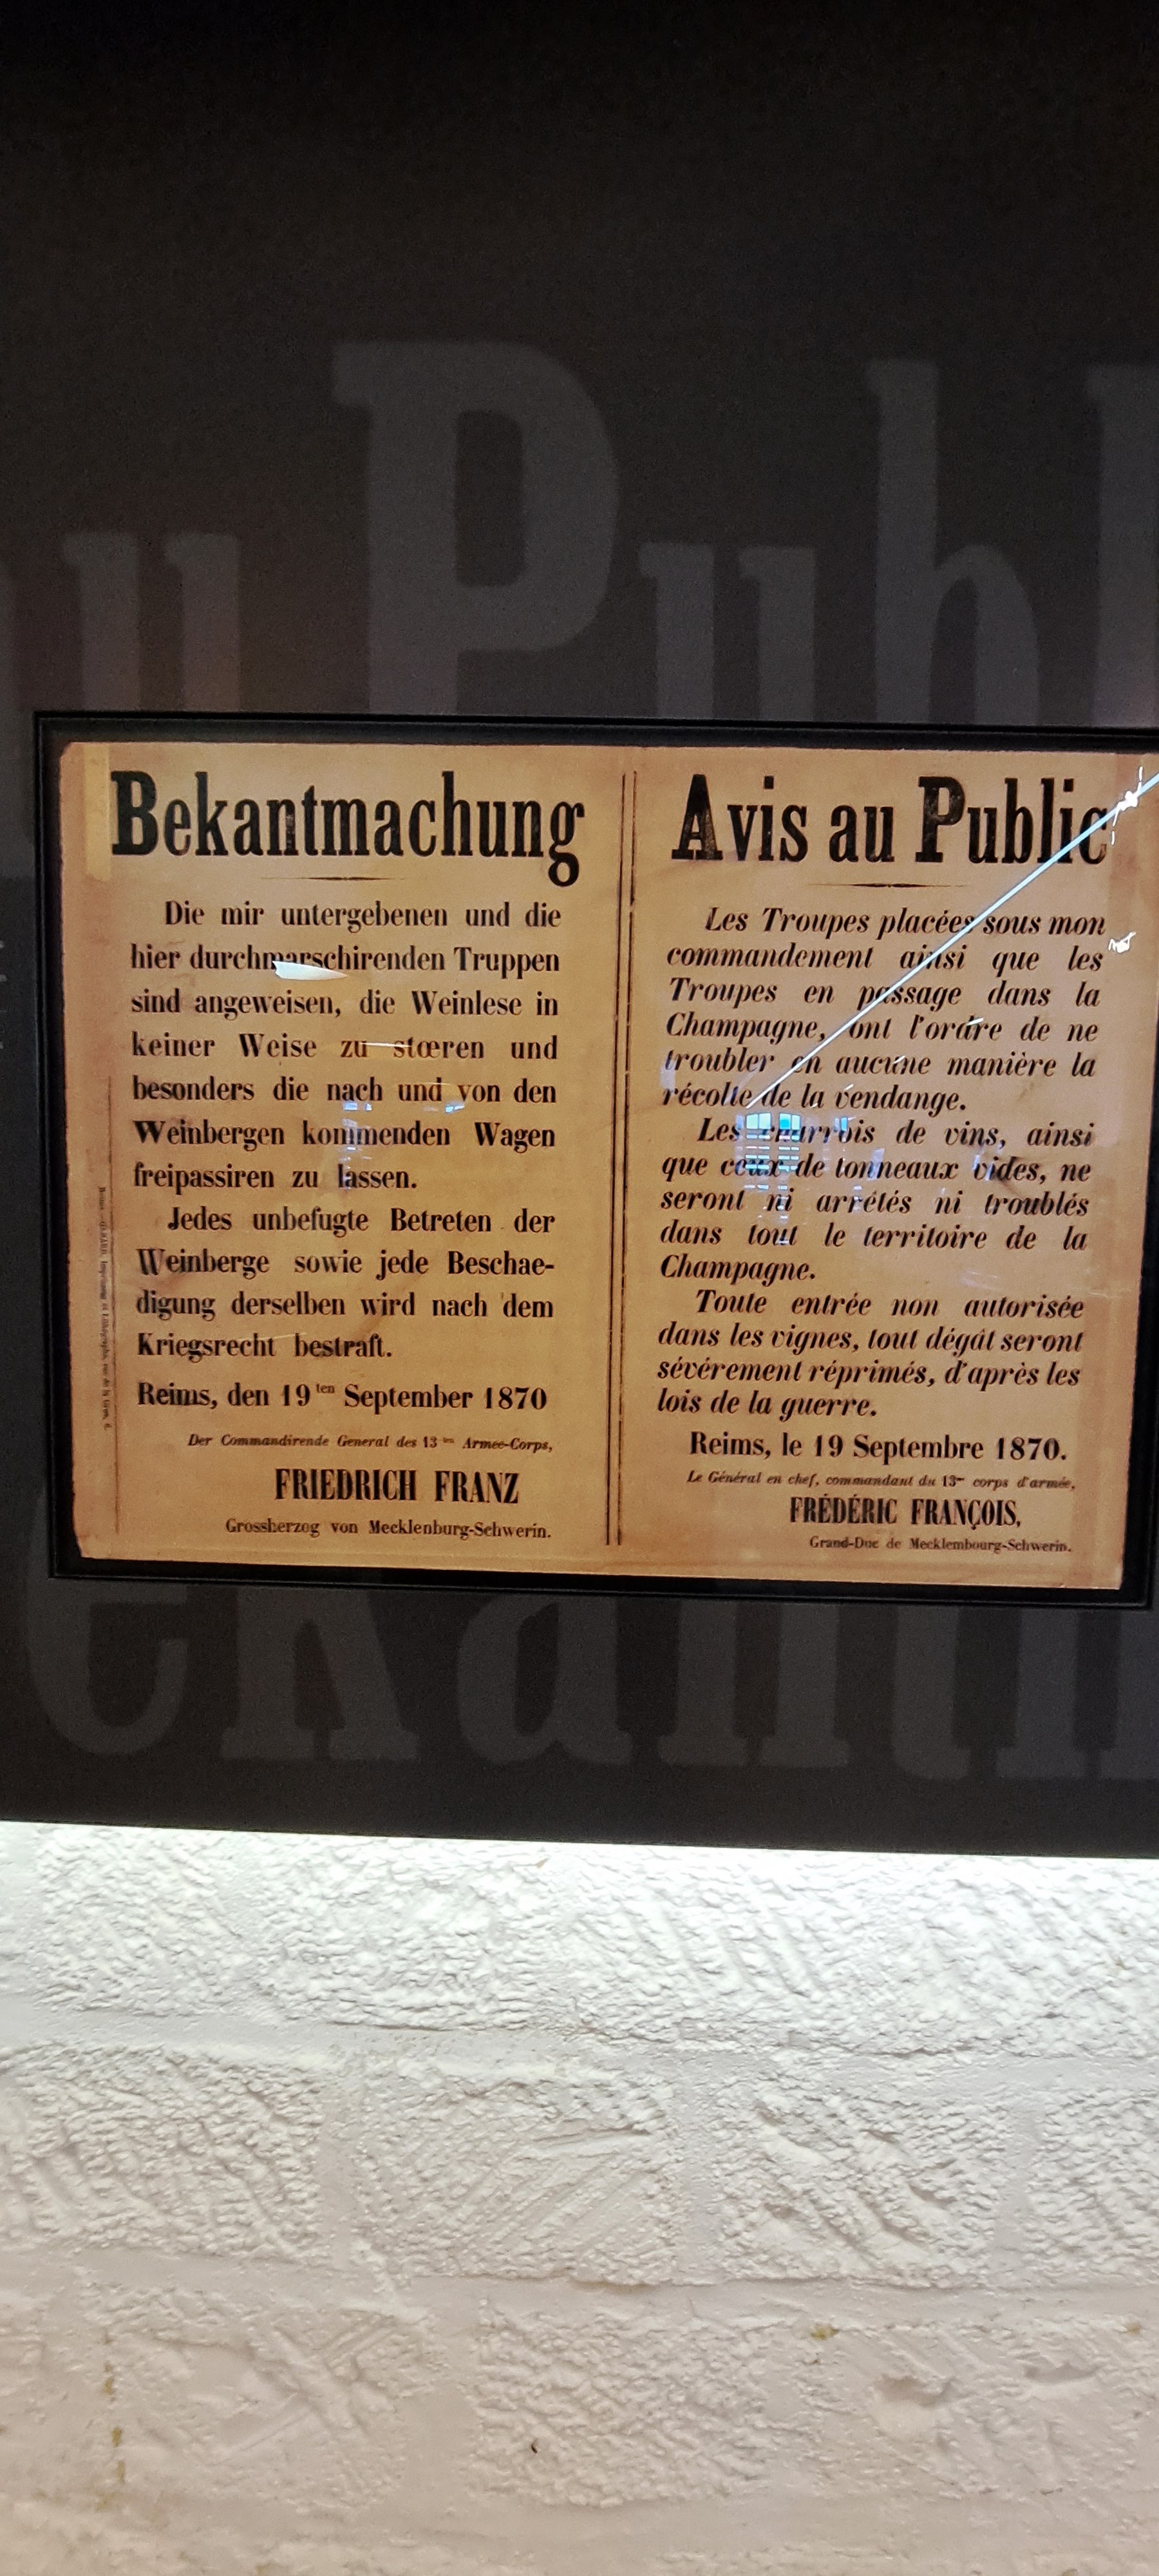 u Publ
Bekantmachung
Die mir untergebenen und die
hier durchmarschirenden Truppen
sind angeweisen, die Weinlese in
keiner Weise zu stœren und
besonders die nach und von den
Weinbergen kommenden Wagen
freipassiren zu lassen.
Jedes unbefugte Betreten der
Weinberge sowie jede Beschae-
digung derselben wird nach dem
Kriegsrecht bestraft.
Reims, den 19ten September 1870
Der Commandirende General des 13ten Armee-Corps,
FRIEDRICH FRANZ
Grossherzog von Mecklenburg-Schwerin.
Avis au Public
Les Troupes placées sous mon
commandement ainsi que les
Troupes en passage dans la
Champagne, ont l'ordre de ne
troubler en aucune manière la
récolte de la vendange.
Les charrois de vins, ainsi
que ceux de tonneaux vides, ne
seront ni arrétés ni troublés
dans tout le territoire de la
Champagne.
Toute entrée non autorisée
dans les vignes, tout dégât seront
sévérement réprimés, d'après les
lois de la guerre.
Reims, le 19 Septembre 1870.
Le Général en chef, commandant du 13me corps d'armée,
FRÉDÉRIC FRANÇOIS,
Grand-Duc de Mecklembourg-Schwerin.
ekantm